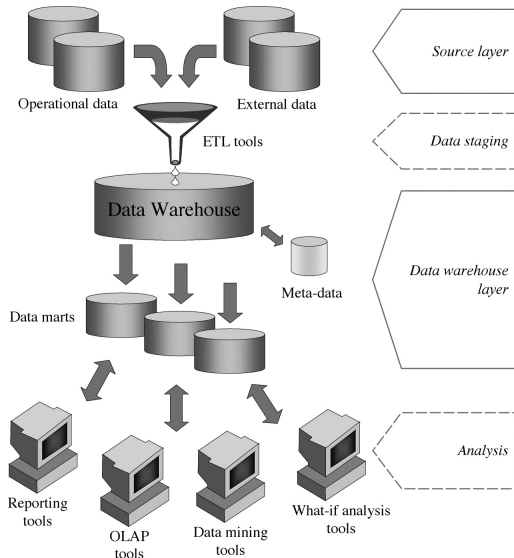 Source layer
Operational data
External data
ETL tools
Data staging
Data Warehouse
Data warehouse
layer
Meta-data
Data marts
Analysis
Reporting
tools
OLAP
tools
Data mining
tools
What-if analysis
tools